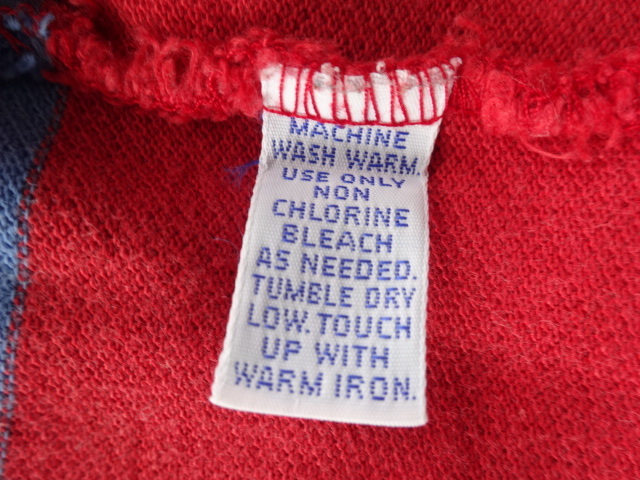 MACHINE
WASH WARM.
USE ONLY
NON
CHLORINE
BLEACH
AS NEEDED.
TUMBLE DRY
LOW. TOUCH
UP WITH
WARM IRON.